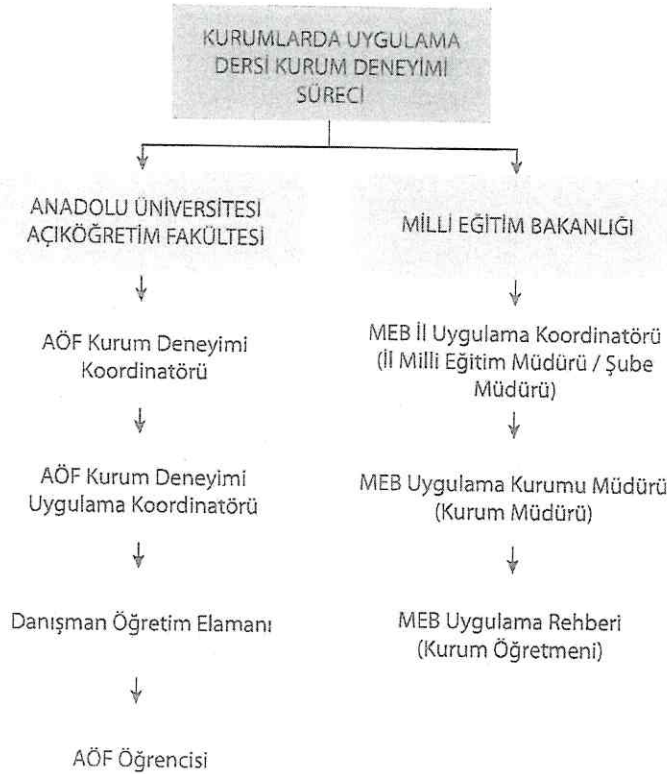 KURUMLARDA UYGULAMA
DERSİ KURUM DENEYİMİ
SÜRECİ
ANADOLU ÜNİVERSİTESI
AÇIKÖĞRETİM FAKÜLTESİ
AÖF Kurum Deneyimi
Koordinatörü
AÖF Kurum Deneyimi
Uygulama Koordinatörü
Danışman Öğretim Elamanı
AÖF Öğrencisi
MİLLİ EĞİTİM BAKANLIĞI
MEB İl Uygulama Koordinatörü
(İl Milli Eğitim Müdürü / Şube
Müdürü)
MEB Uygulama Kurumu Müdürü
(Kurum Müdürü)
MEB Uygulama Rehberi
(Kurum Öğretmeni)